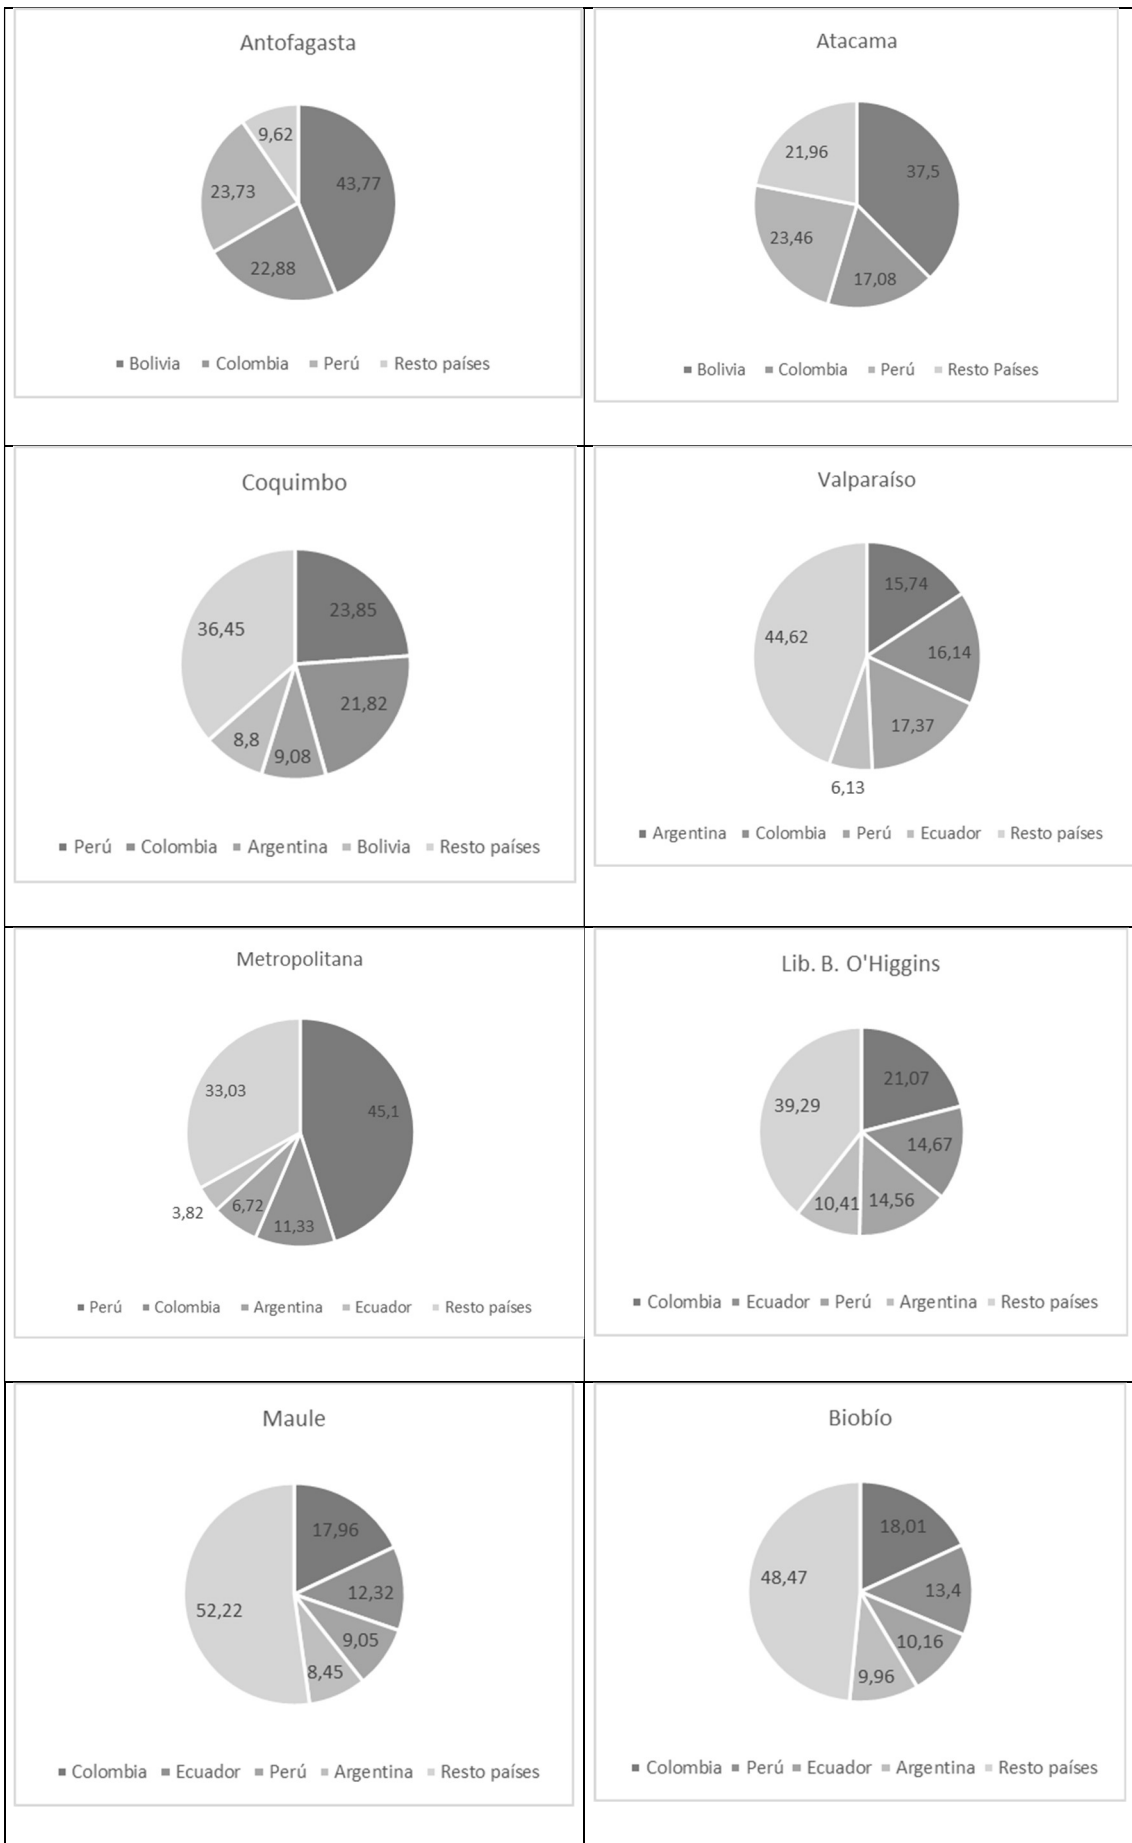 Antofagasta
9,62
43,77
23,73
22,88
Bolivia Colombia Perú Resto países
Atacama
21,96
37,5
23,46
17,08
Bolivia Colombia Perú Resto Países
Coquimbo
23,85
36,45
21,82
8,8
9,08
Perú Colombia Argentina Bolivia Resto países
Valparaíso
15,74
44,62
16,14
17,37
6,13
Argentina Colombia Perú Ecuador Resto países
Metropolitana
33,03
45,1
3,82
6,72
11,33
Perú Colombia Argentina Ecuador Resto países
Lib. B. O'Higgins
21,07
39,29
14,67
10,41
14,56
Colombia Ecuador Perú Argentina Resto países
Maule
17,96
12,32
52,22
9,05
8,45
Colombia Ecuador Perú Argentina Resto países
Biobío
18,01
48,47
13,4
10,16
9,96
Colombia Perú Ecuador Argentina Resto países